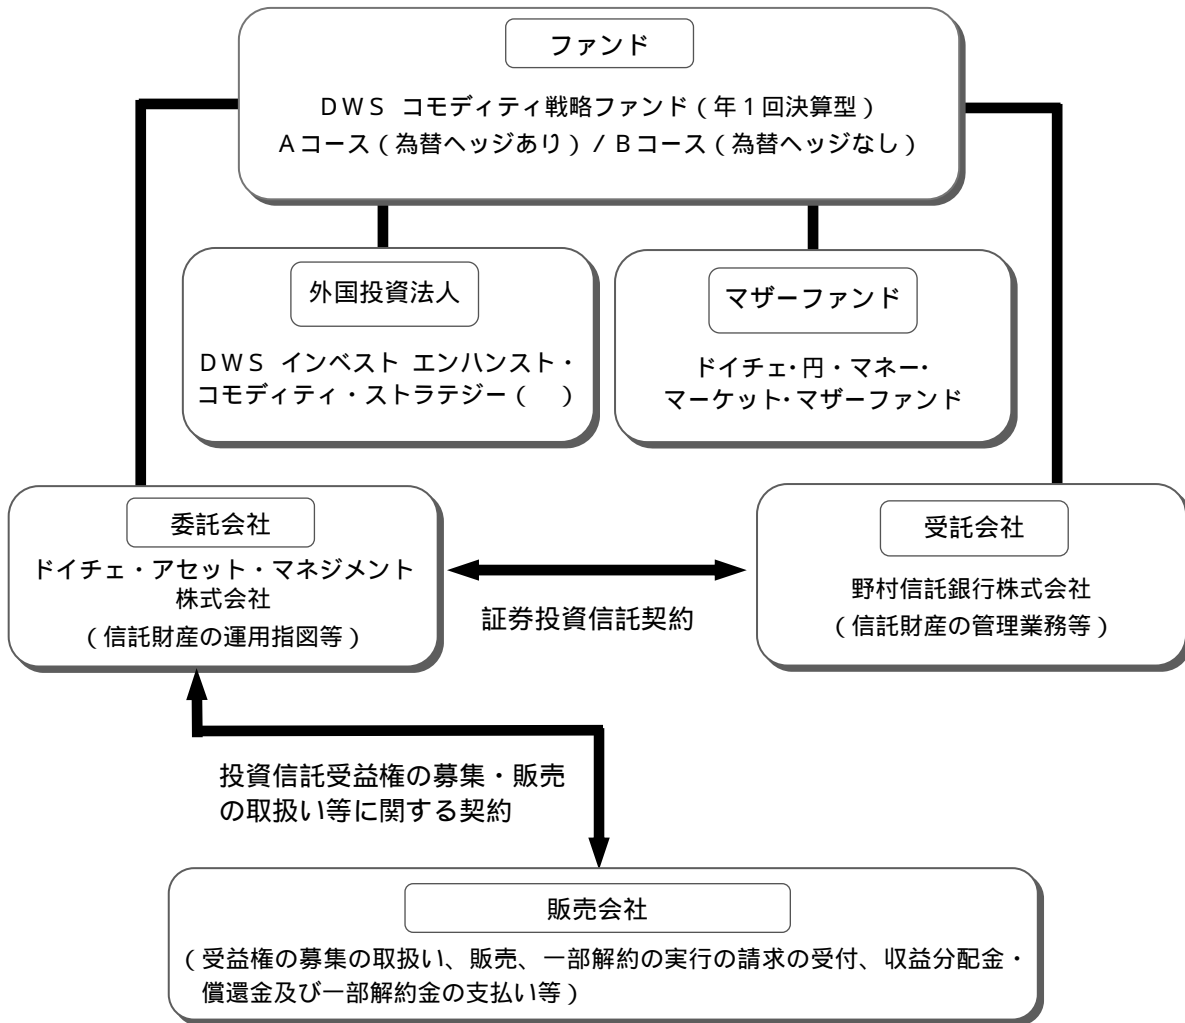 ファンド
DWS コモディティ戦略ファンド(年1回決算型)
Aコース(為替ヘッジあり)/Bコース(為替ヘッジなし)
外国投資法人
DWS インベスト エンハンスト・
コモディティ・ストラテジー( )
マザーファンド
ドイチェ・円・マネー・
マーケット・マザーファンド
委託会社
ドイチェ・アセット・マネジメント
株式会社
(信託財産の運用指図等)
証券投資信託契約
受託会社
野村信託銀行株式会社
(信託財産の管理業務等)
投資信託受益権の募集・販売
の取扱い等に関する契約
販売会社
(受益権の募集の取扱い、販売、一部解約の実行の請求の受付、収益分配金・
償還金及び一部解約金の支払い等)